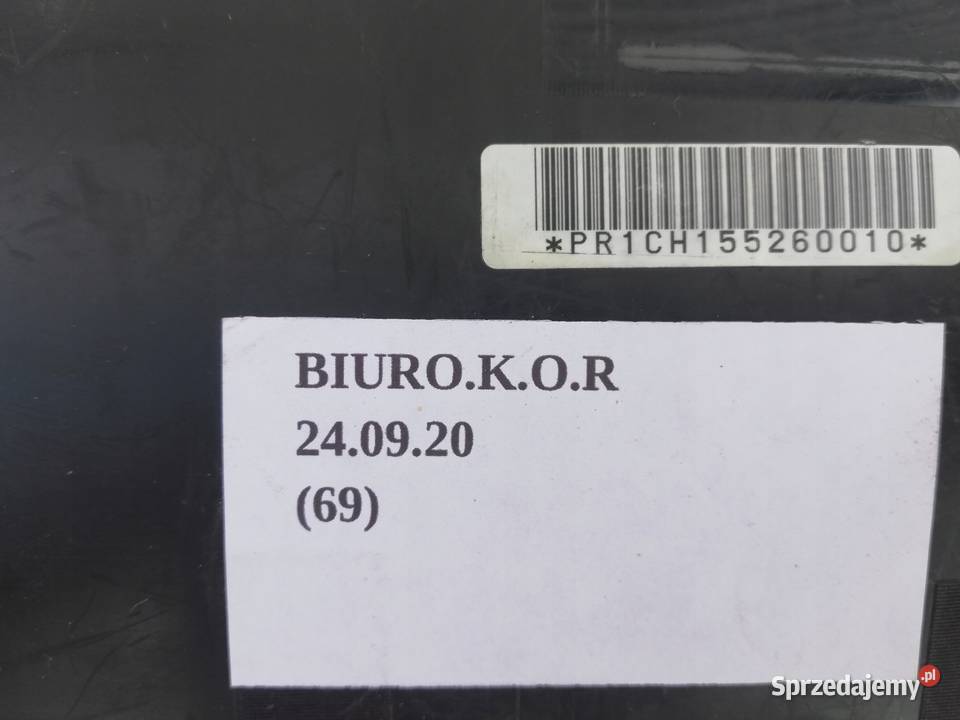 *PR1CH155260010*
BIURO.K.O.R
24.09.20
(69)
Sprzedajemy.pl